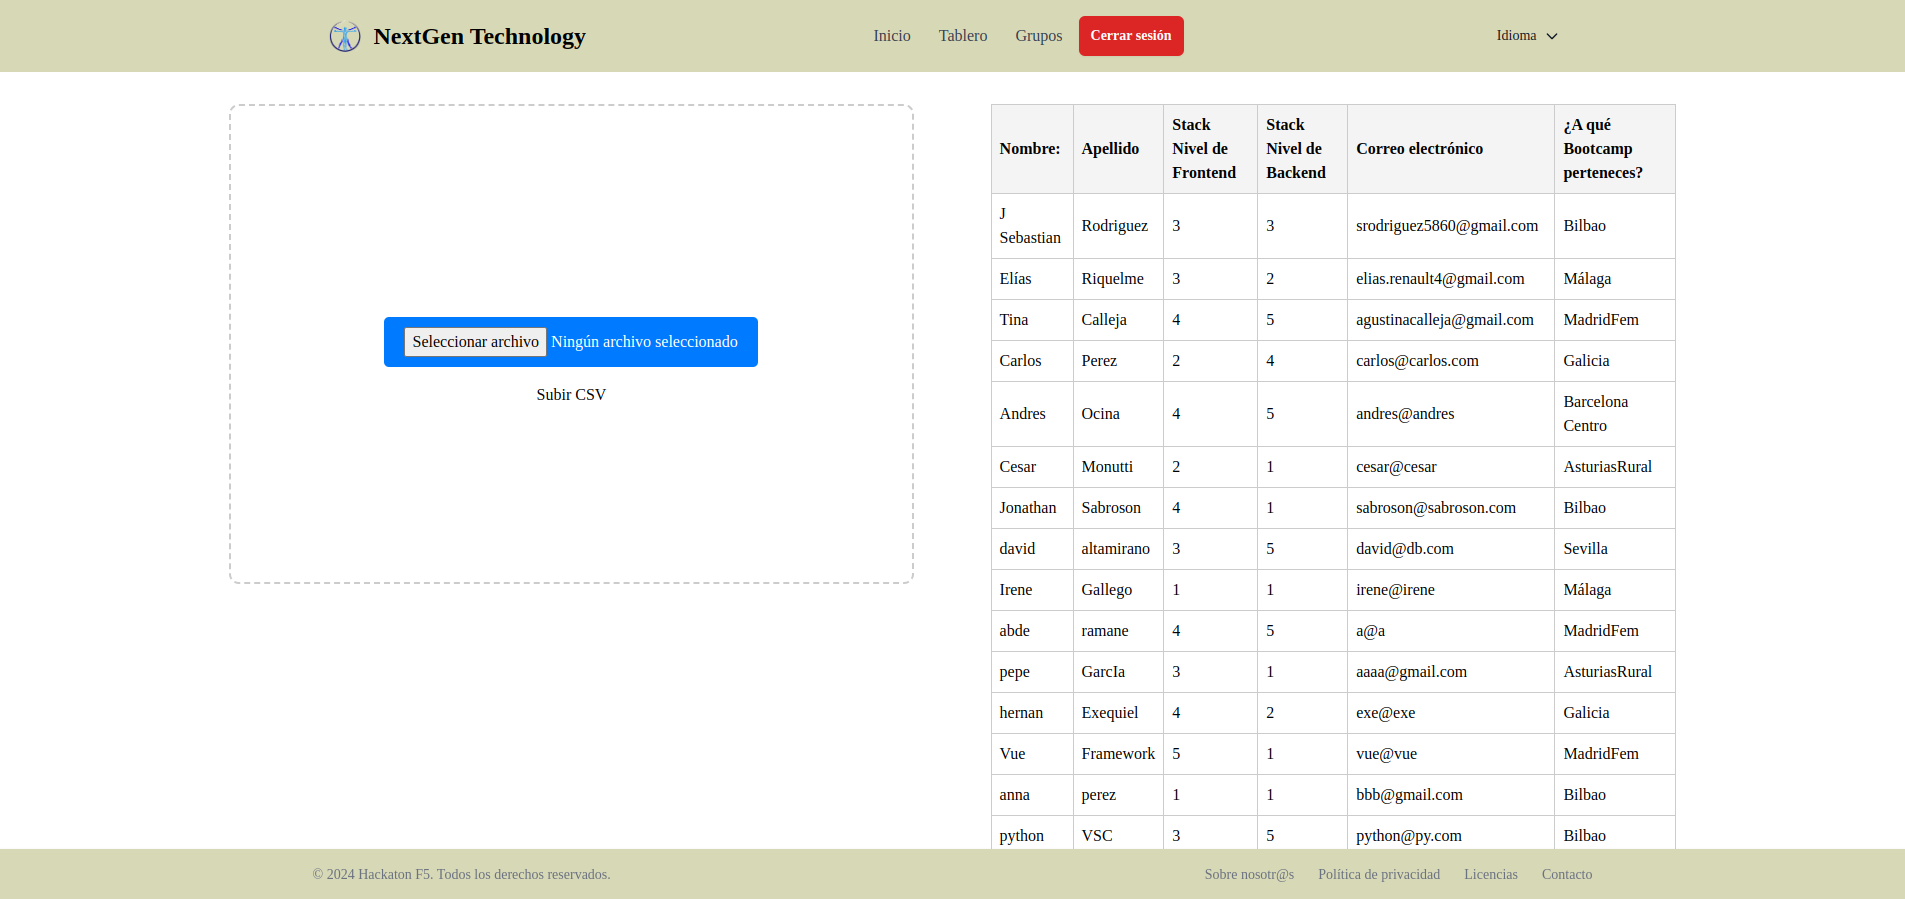 NextGen Technology
Inicio Tablero Grupos Cerrar sesión
Idioma
Seleccionar archivo Ningún archivo seleccionado
Subir CSV
Nombre: Apellido Stack Nivel de Frontend Stack Nivel de Backend Correo electrónico ¿A qué Bootcamp perteneces?
J Sebastian Rodriguez 3 3 srodriguez5860@gmail.com Bilbao
Elías Riquelme 3 2 elias.renault4@gmail.com Málaga
Tina Calleja 4 5 agustinacalleja@gmail.com MadridFem
Carlos Perez 2 4 carlos@carlos.com Galicia
Andres Ocina 4 5 andres@andres Barcelona Centro
Cesar Monutti 2 1 cesar@cesar AsturiasRural
Jonathan Sabroson 4 1 sabroson@sabroson.com Bilbao
david altamirano 3 5 david@db.com Sevilla
Irene Gallego 1 1 irene@irene Málaga
abde ramane 4 5 a@a MadridFem
pepe GarcIa 3 1 aaaa@gmail.com AsturiasRural
hernan Exequiel 4 2 exe@exe Galicia
Vue Framework 5 1 vue@vue MadridFem
anna perez 1 1 bbb@gmail.com Bilbao
python VSC 3 5 python@py.com Bilbao
© 2024 Hackaton F5. Todos los derechos reservados.
Sobre nosotr@s Política de privacidad Licencias Contacto